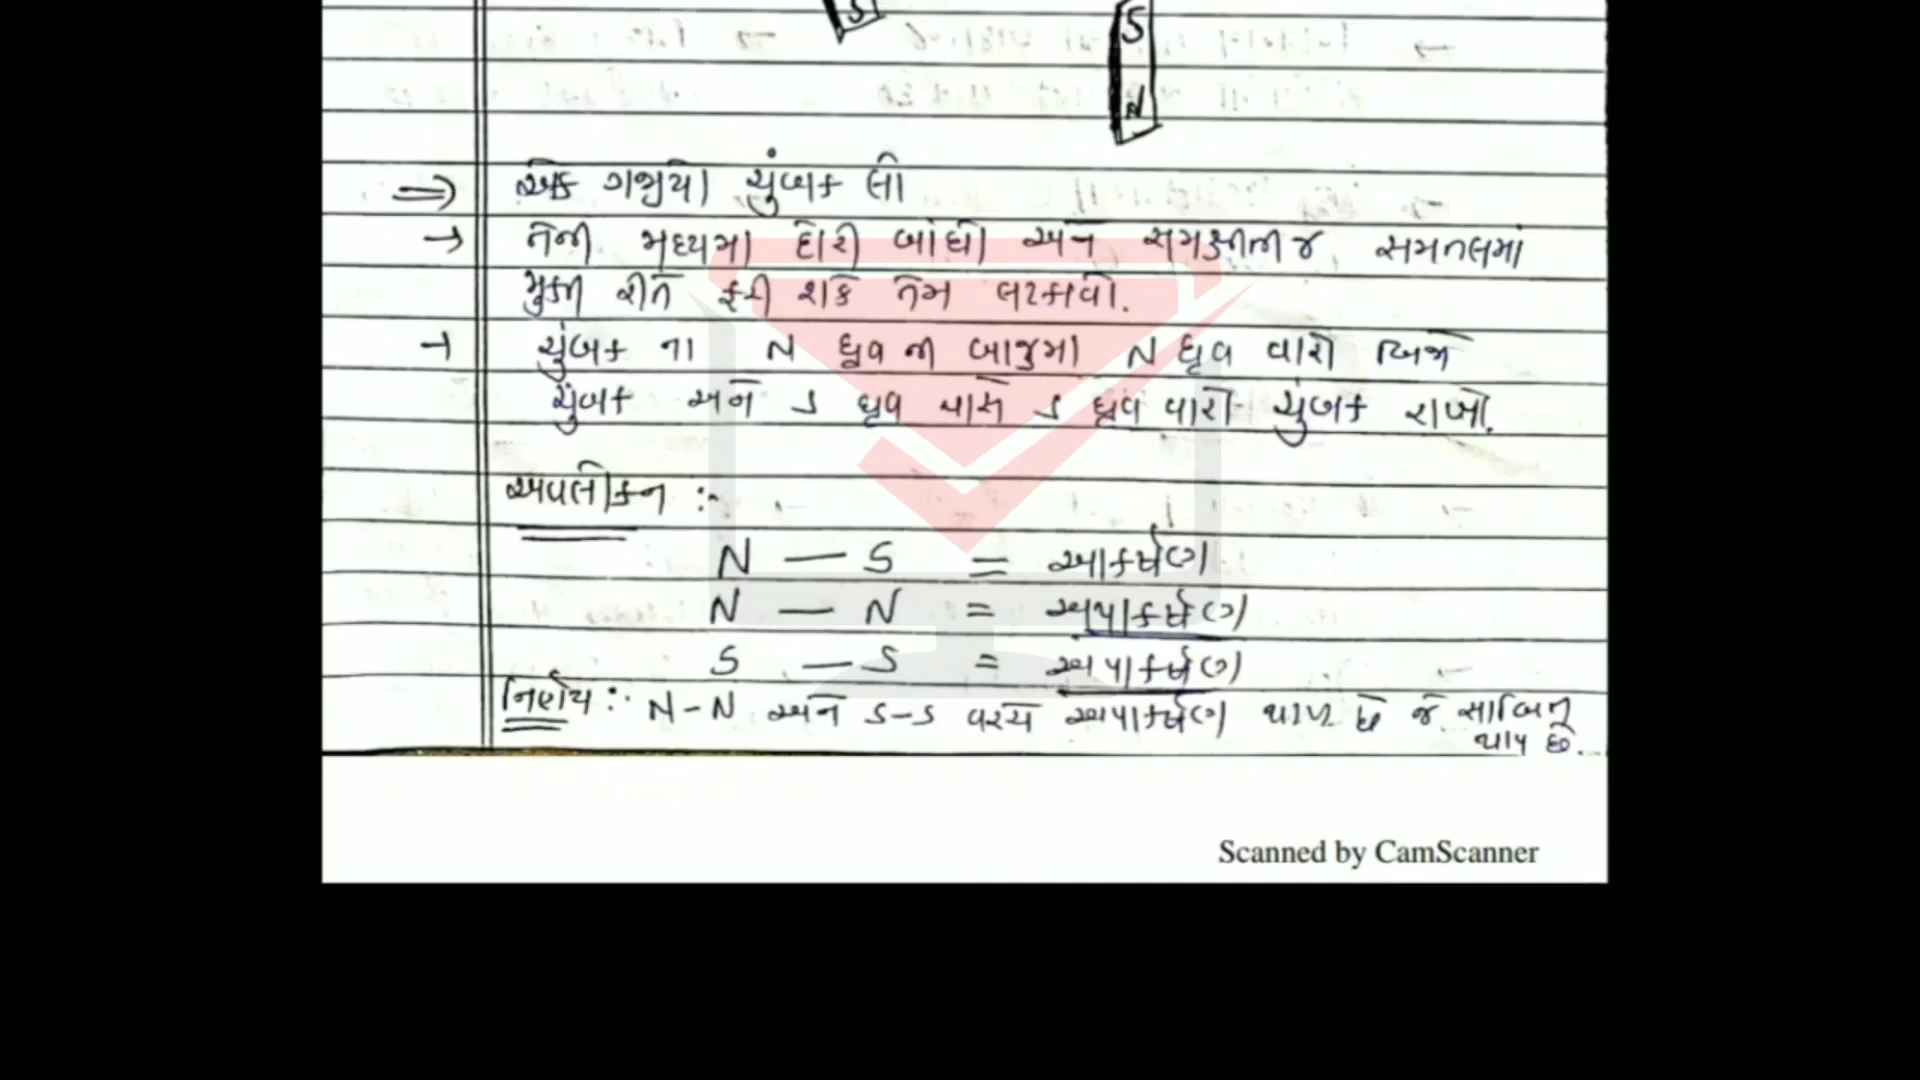 S
S
N
⇒ એક ગજીયો ચુંબક લો
→ તેની મધ્યમાં દોરી બાંધો અને સમક્ષીતીજ સમતલમાં
મુક્ત રીતે ફરી શકે તેમ લટકાવો.
→ ચુંબક ના N ધ્રુવ ની બાજુમાં N ધ્રુવ વારો બિજો
ચુંબક અને S ધ્રુવ પાસે S ધ્રુવ વારો ચુંબક રાખો.
અવલોકન :-
N — S = આકર્ષણ
N — N = અપાકર્ષણ
S — S = અપાકર્ષણ
નિર્ણય :- N-N અને S-S વચ્ચે અપાકર્ષણ થાય છે જે સાબિત
થાય છે.
Scanned by CamScanner